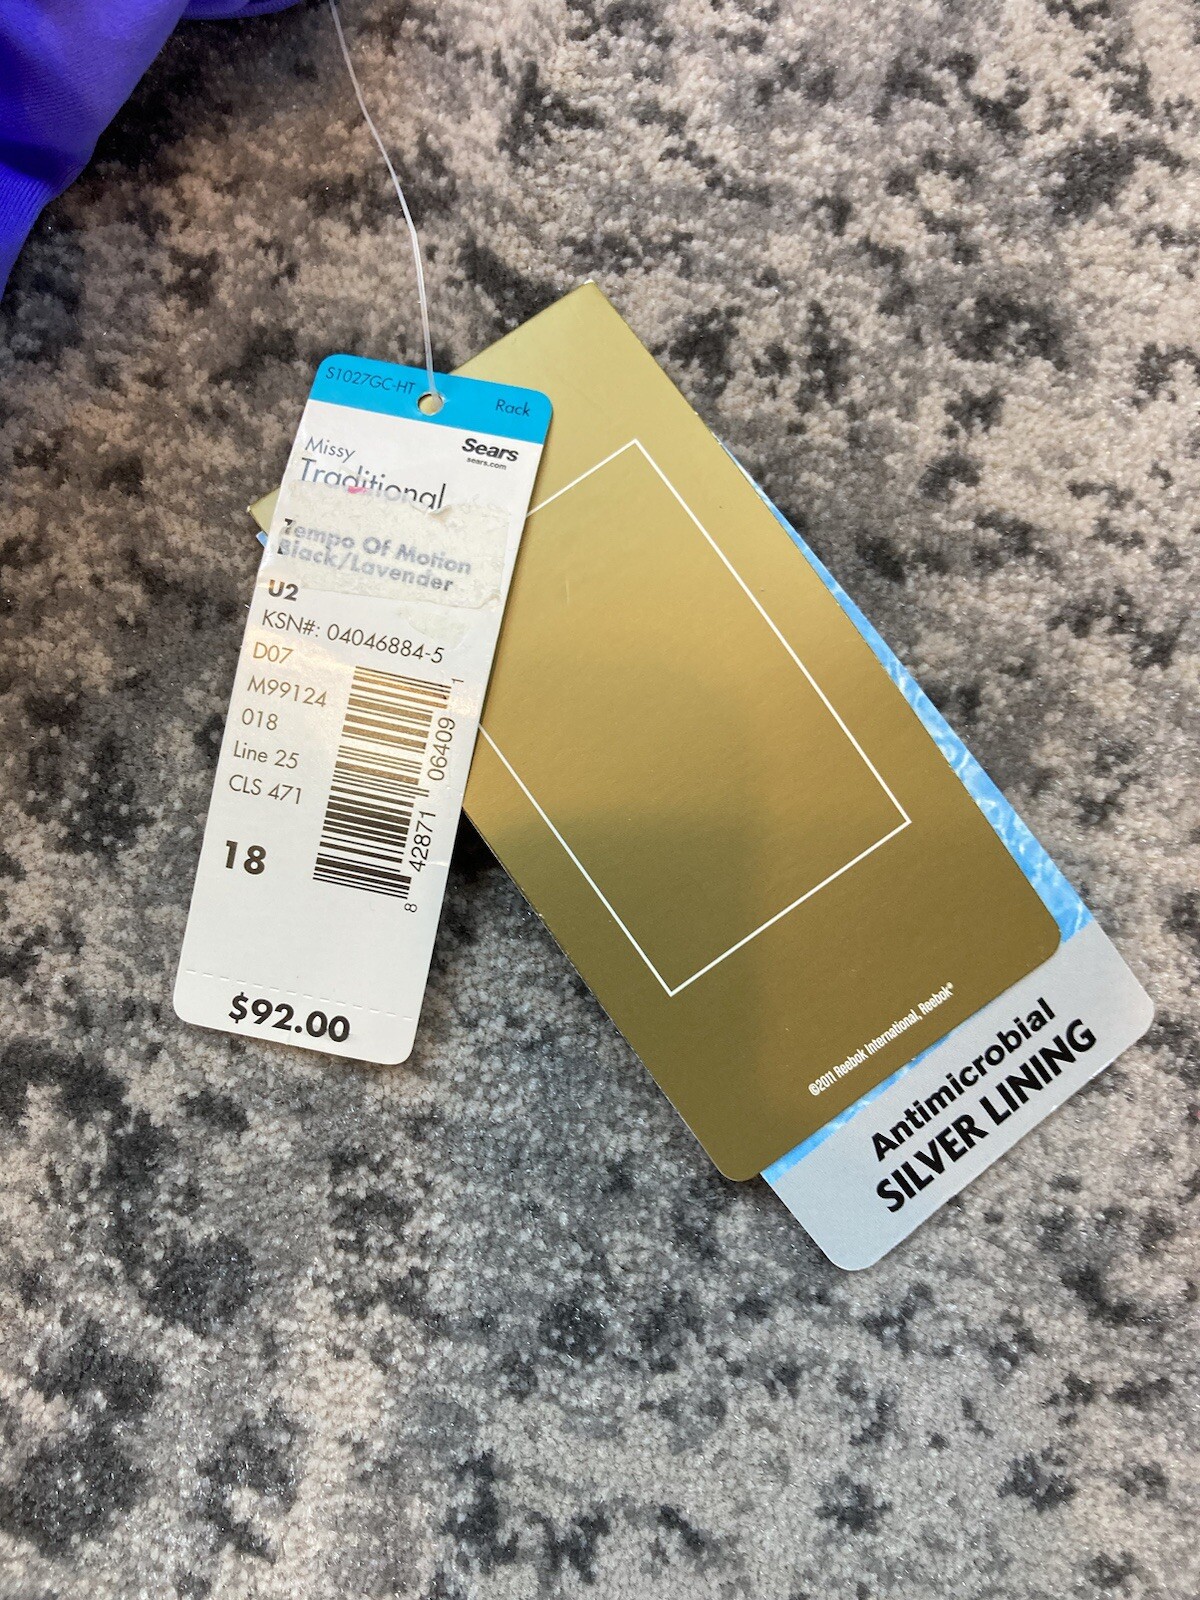 S1027GC-HT
Rack
Sears
sears.com
Missy
Traditional
Tempo Of Motion
Black/Lavender
U2
KSN#: 04046884-5
D07
M99124
018
Line 25
CLS 471
18
8 42871 06409 1
$92.00
©2011 Reebok International, Reebok®
Antimicrobial
SILVER LINING